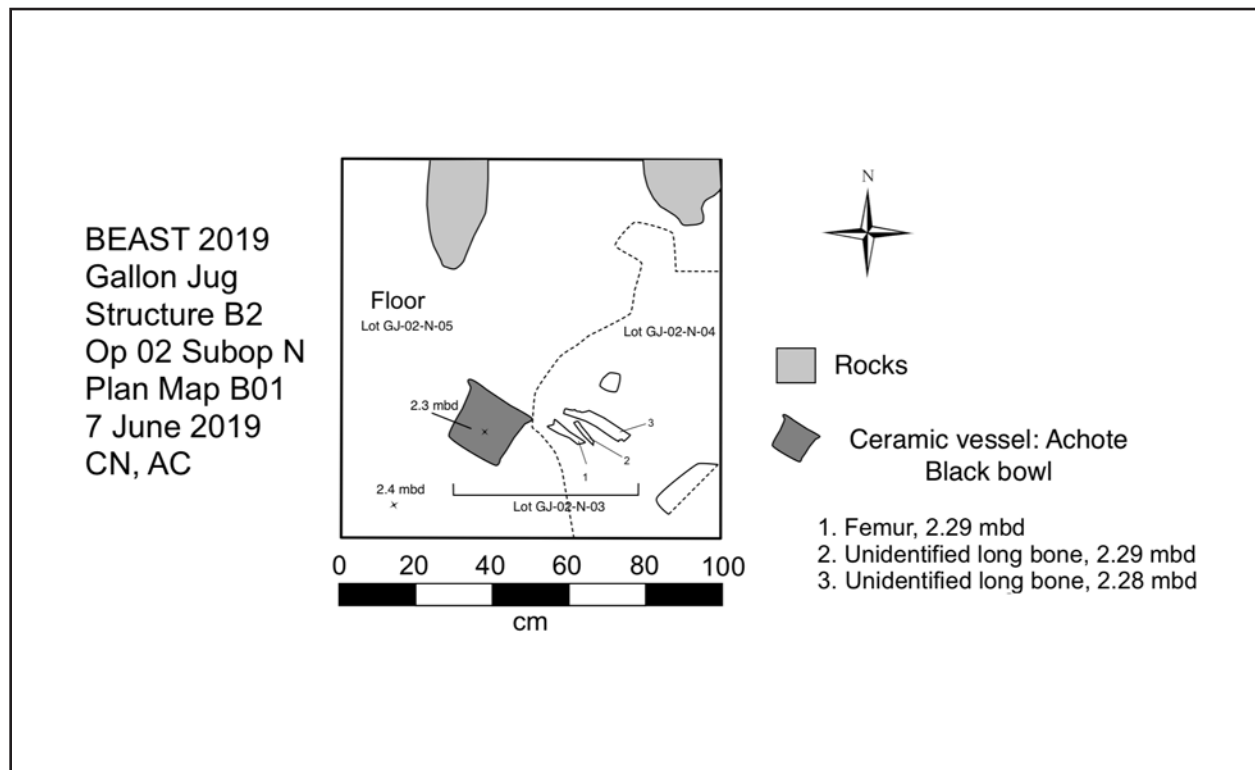 BEAST 2019
Gallon Jug
Structure B2
Op 02 Subop N
Plan Map B01
7 June 2019
CN, AC
Floor
Lot GJ-02-N-05
Lot GJ-02-N-04
2.3 mbd
3
2
1
2.4 mbd
Lot GJ-02-N-03
0 20 40 60 80 100
cm
N
Rocks
Ceramic vessel: Achote
Black bowl
1. Femur, 2.29 mbd
2. Unidentified long bone, 2.29 mbd
3. Unidentified long bone, 2.28 mbd